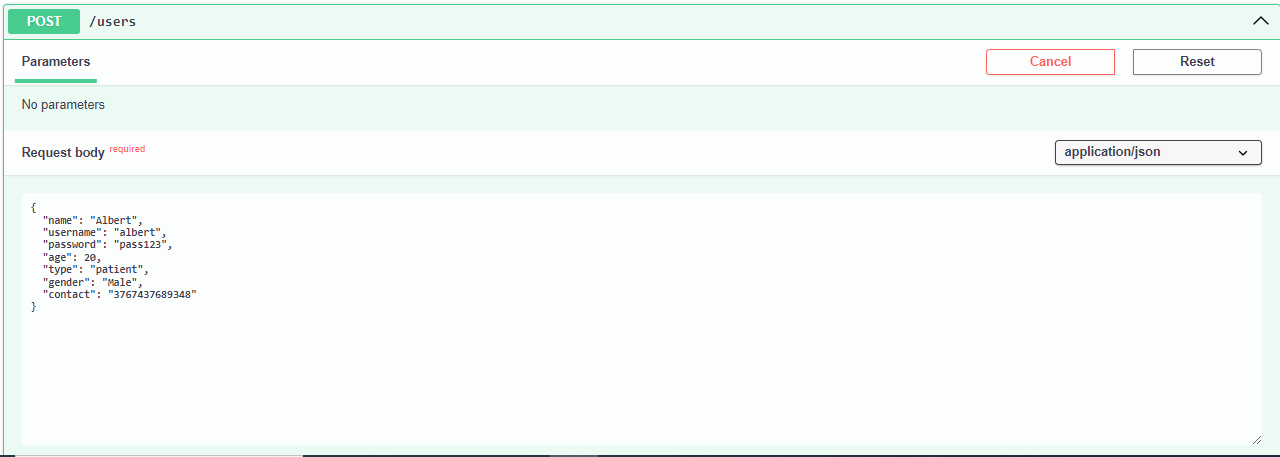 POST /users
Parameters Cancel Reset
No parameters
Request body required application/json
{
  "name": "Albert",
  "username": "albert",
  "password": "pass123",
  "age": 20,
  "type": "patient",
  "gender": "Male",
  "contact": "3767437689348"
}